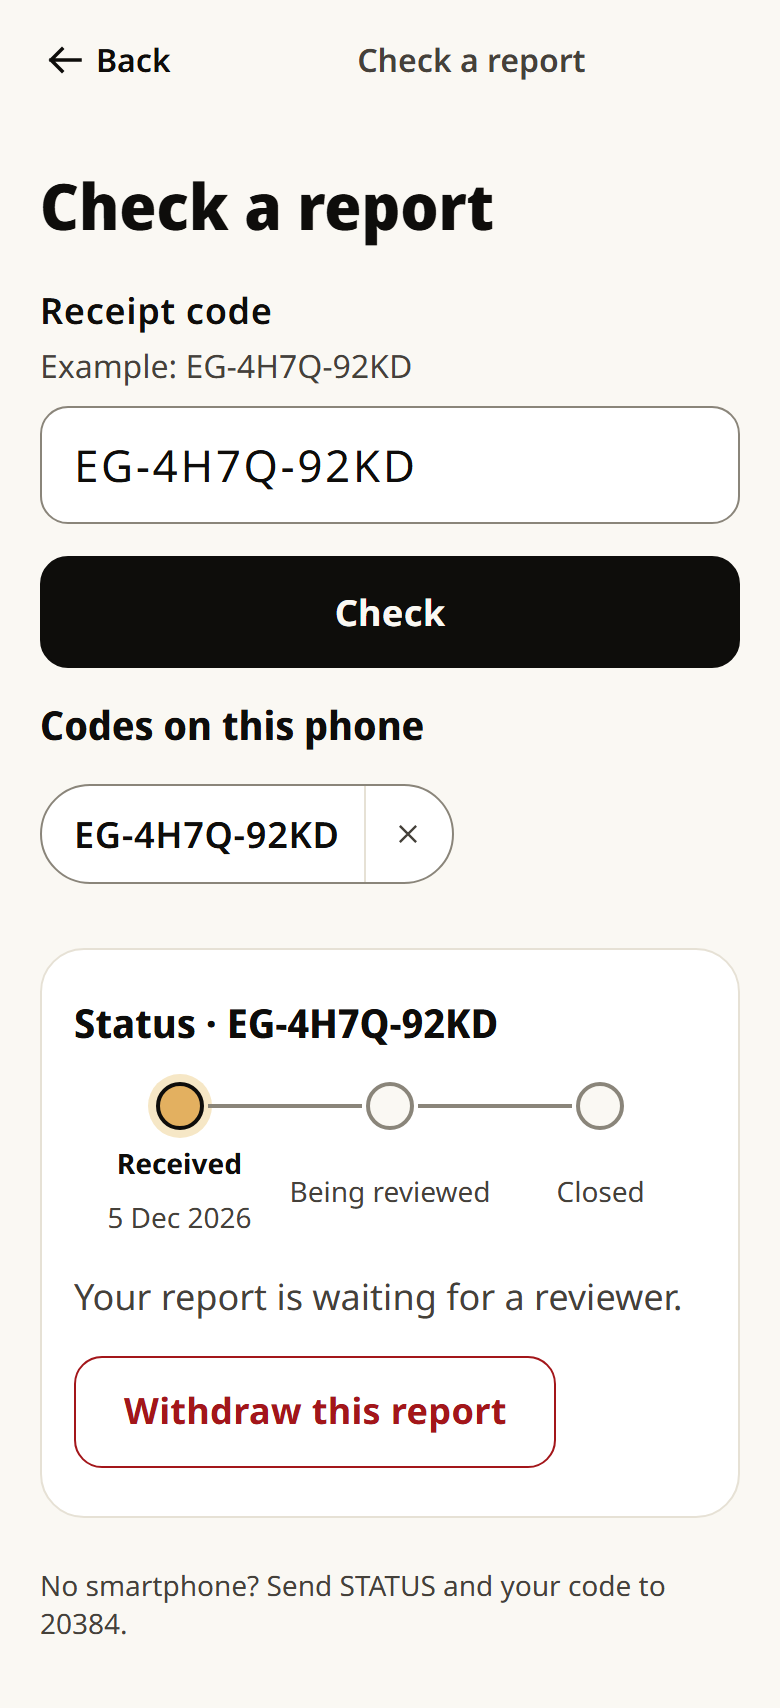 Back
Check a report
Check a report
Receipt code
Example: EG-4H7Q-92KD
EG-4H7Q-92KD
Check
Codes on this phone
EG-4H7Q-92KD ×
Status · EG-4H7Q-92KD
Received
5 Dec 2026
Being reviewed
Closed
Your report is waiting for a reviewer.
Withdraw this report
No smartphone? Send STATUS and your code to
20384.